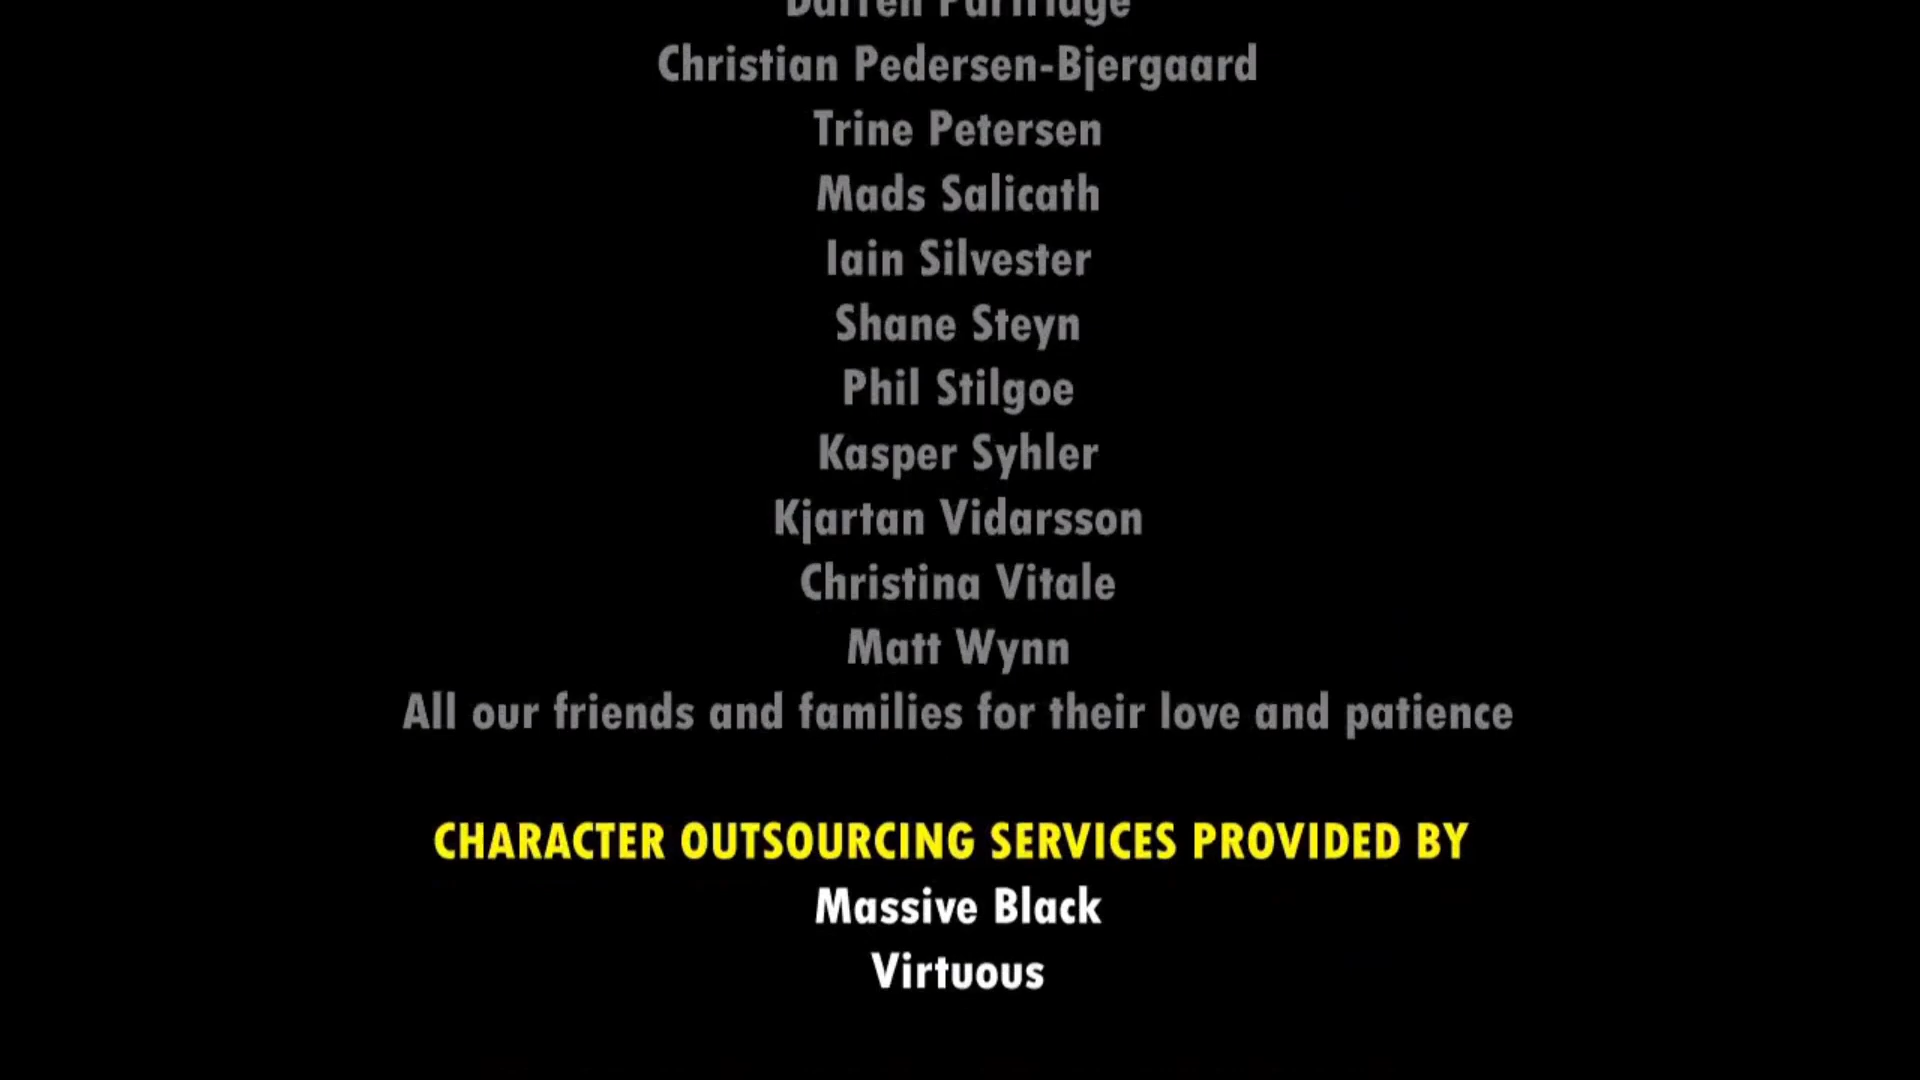 Darren Partridge
Christian Pedersen-Bjergaard
Trine Petersen
Mads Salicath
Iain Silvester
Shane Steyn
Phil Stilgoe
Kasper Syhler
Kjartan Vidarsson
Christina Vitale
Matt Wynn
All our friends and families for their love and patience
CHARACTER OUTSOURCING SERVICES PROVIDED BY
Massive Black
Virtuous